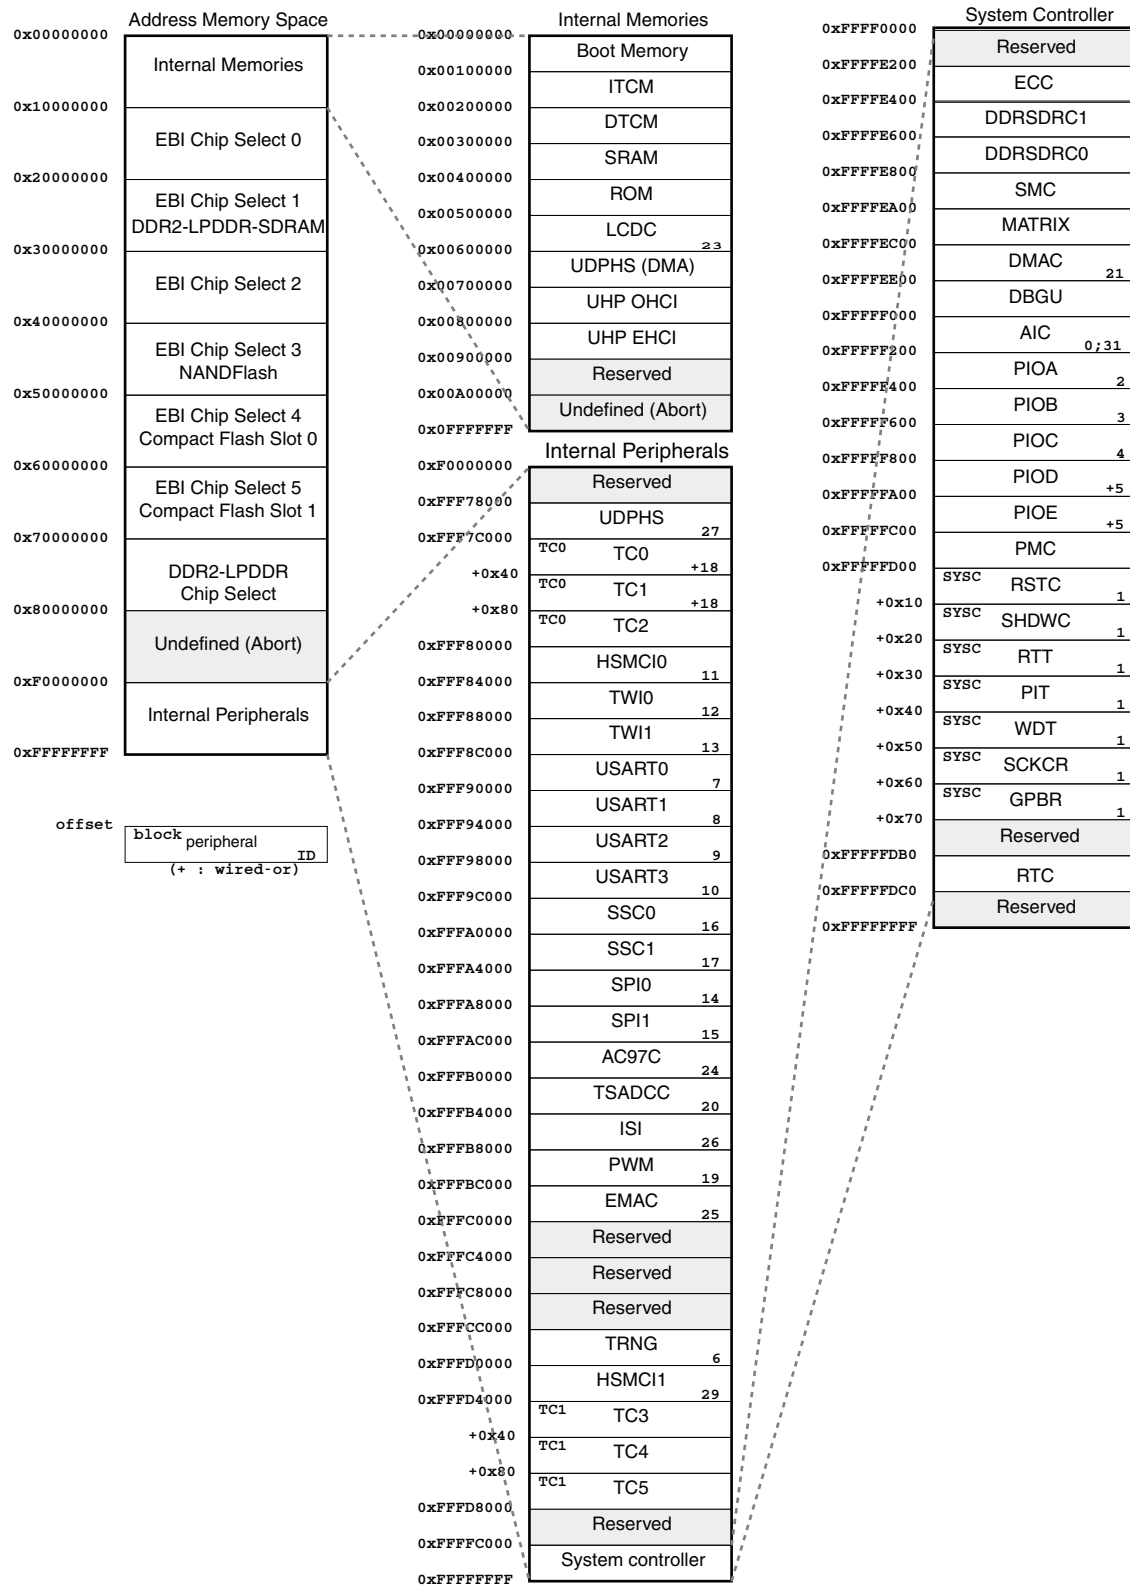 Address Memory Space
0x00000000
Internal Memories
0x10000000
EBI Chip Select 0
0x20000000
EBI Chip Select 1
DDR2-LPDDR-SDRAM
0x30000000
EBI Chip Select 2
0x40000000
EBI Chip Select 3
NANDFlash
0x50000000
EBI Chip Select 4
Compact Flash Slot 0
0x60000000
EBI Chip Select 5
Compact Flash Slot 1
0x70000000
DDR2-LPDDR
Chip Select
0x80000000
Undefined (Abort)
0xF0000000
Internal Peripherals
0xFFFFFFFF
offset
block peripheral
ID
(+ : wired-or)
Internal Memories
0x00000000
Boot Memory
0x00100000
ITCM
0x00200000
DTCM
0x00300000
SRAM
0x00400000
ROM
0x00500000
LCDC
23
0x00600000
UDPHS (DMA)
0x00700000
UHP OHCI
0x00800000
UHP EHCI
0x00900000
Reserved
0x00A00000
Undefined (Abort)
0x0FFFFFFF
Internal Peripherals
0xF0000000
Reserved
0xFFF78000
UDPHS
27
0xFFF7C000
TC0 TC0
+18
+0x40
TC0 TC1
+18
+0x80
TC0 TC2
0xFFF80000
HSMCI0
11
0xFFF84000
TWI0
12
0xFFF88000
TWI1
13
0xFFF8C000
USART0
7
0xFFF90000
USART1
8
0xFFF94000
USART2
9
0xFFF98000
USART3
10
0xFFF9C000
SSC0
16
0xFFFA0000
SSC1
17
0xFFFA4000
SPI0
14
0xFFFA8000
SPI1
15
0xFFFAC000
AC97C
24
0xFFFB0000
TSADCC
20
0xFFFB4000
ISI
26
0xFFFB8000
PWM
19
0xFFFBC000
EMAC
25
0xFFFC0000
Reserved
0xFFFC4000
Reserved
0xFFFC8000
Reserved
0xFFFCC000
TRNG
6
0xFFFD0000
HSMCI1
29
0xFFFD4000
TC1 TC3
+0x40
TC1 TC4
+0x80
TC1 TC5
0xFFFD8000
Reserved
0xFFFFC000
System controller
0xFFFFFFFF
System Controller
0xFFFF0000
Reserved
0xFFFFE200
ECC
0xFFFFE400
DDRSDRC1
0xFFFFE600
DDRSDRC0
0xFFFFE800
SMC
0xFFFFEA00
MATRIX
0xFFFFEC00
DMAC
21
0xFFFFEE00
DBGU
0xFFFFF000
AIC
0;31
0xFFFFF200
PIOA
2
0xFFFFF400
PIOB
3
0xFFFFF600
PIOC
4
0xFFFFF800
PIOD
+5
0xFFFFFA00
PIOE
+5
0xFFFFFC00
PMC
0xFFFFFD00
SYSC RSTC
1
+0x10
SYSC SHDWC
1
+0x20
SYSC RTT
1
+0x30
SYSC PIT
1
+0x40
SYSC WDT
1
+0x50
SYSC SCKCR
1
+0x60
SYSC GPBR
1
+0x70
Reserved
0xFFFFFDB0
RTC
0xFFFFFDC0
Reserved
0xFFFFFFFF